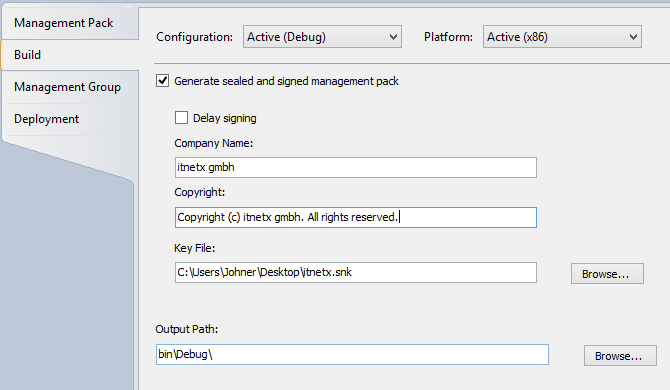 Management Pack
Build
Management Group
Deployment
Configuration: Active (Debug) Platform: Active (x86)
Generate sealed and signed management pack
Delay signing
Company Name:
itnetx gmbh
Copyright:
Copyright (c) itnetx gmbh. All rights reserved.
Key File:
C:\Users\Johner\Desktop\itnetx.snk Browse...
Output Path:
bin\Debug\ Browse...